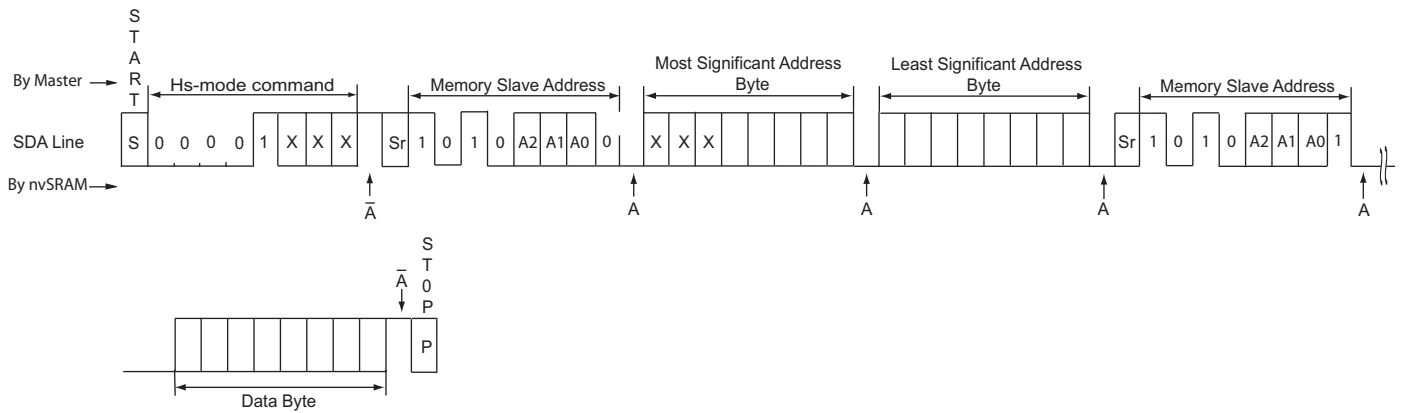 START
By Master
Hs-mode command
Memory Slave Address
Most Significant Address
Byte
Least Significant Address
Byte
Memory Slave Address
SDA Line
S 0 0 0 0 1 X X X Sr 1 0 1 0 A2 A1 A0 0 X X X Sr 1 0 1 0 A2 A1 A0 1
By nvSRAM
A̅ A A A A
A̅
ST0P
P
Data Byte